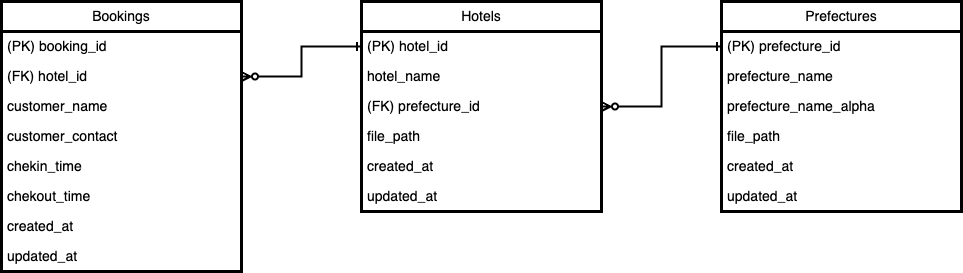 Bookings
(PK) booking_id
(FK) hotel_id
customer_name
customer_contact
chekin_time
chekout_time
created_at
updated_at
Hotels
(PK) hotel_id
hotel_name
(FK) prefecture_id
file_path
created_at
updated_at
Prefectures
(PK) prefecture_id
prefecture_name
prefecture_name_alpha
file_path
created_at
updated_at